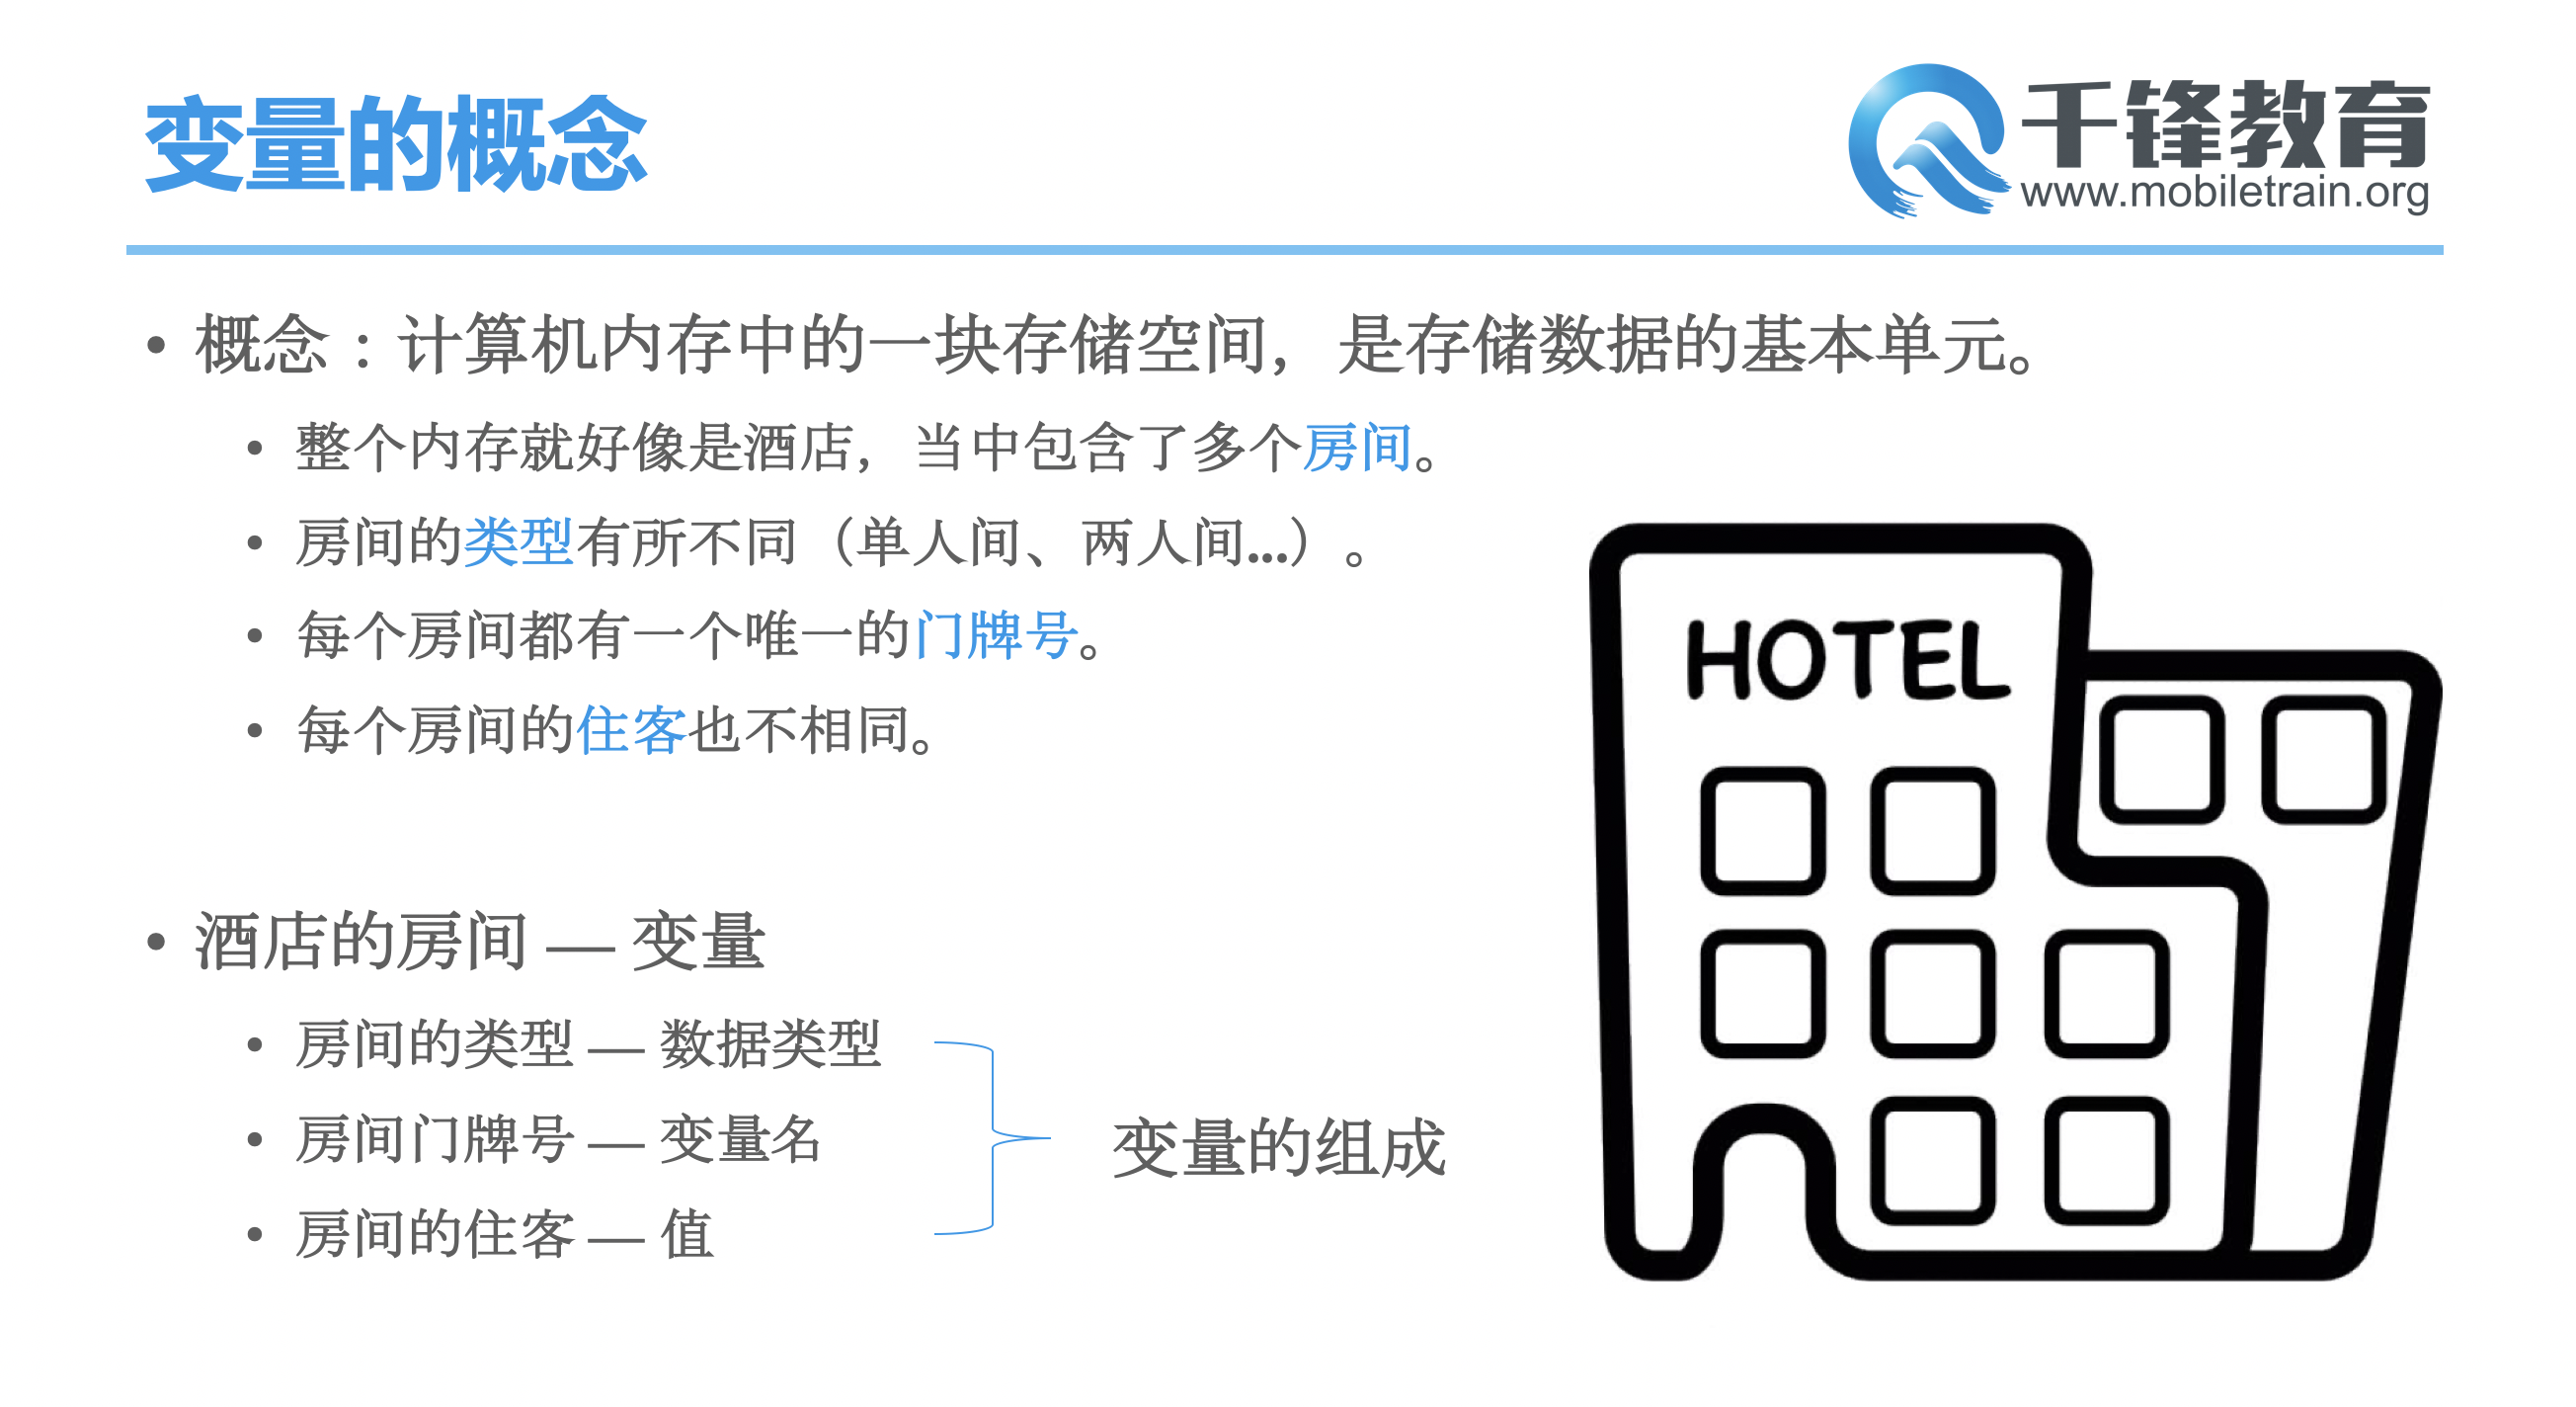 变量的概念
千锋教育
www.mobiletrain.org
• 概念：计算机内存中的一块存储空间，是存储数据的基本单元。
• 整个内存就好像是酒店，当中包含了多个房间。
• 房间的类型有所不同（单人间、两人间...）。
• 每个房间都有一个唯一的门牌号。
• 每个房间的住客也不相同。
• 酒店的房间 — 变量
• 房间的类型 — 数据类型
• 房间门牌号 — 变量名
• 房间的住客 — 值
变量的组成
HOTEL